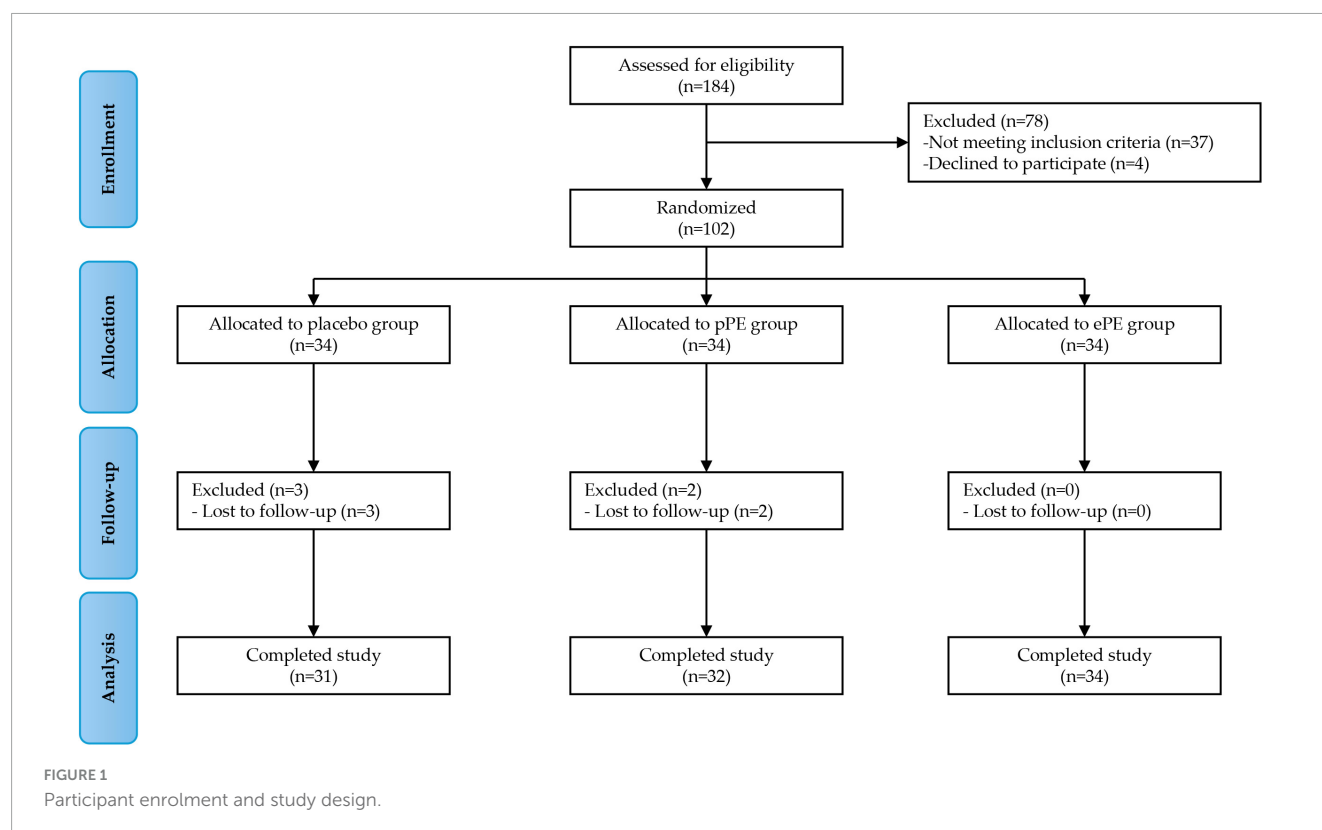 Enrollment
Assessed for eligibility
(n=184)
Excluded (n=78)
-Not meeting inclusion criteria (n=37)
-Declined to participate (n=4)
Randomized
(n=102)
Allocation
Allocated to placebo group
(n=34)
Allocated to pPE group
(n=34)
Allocated to ePE group
(n=34)
Follow-up
Excluded (n=3)
- Lost to follow-up (n=3)
Excluded (n=2)
- Lost to follow-up (n=2)
Excluded (n=0)
- Lost to follow-up (n=0)
Analysis
Completed study
(n=31)
Completed study
(n=32)
Completed study
(n=34)
FIGURE 1
Participant enrolment and study design.